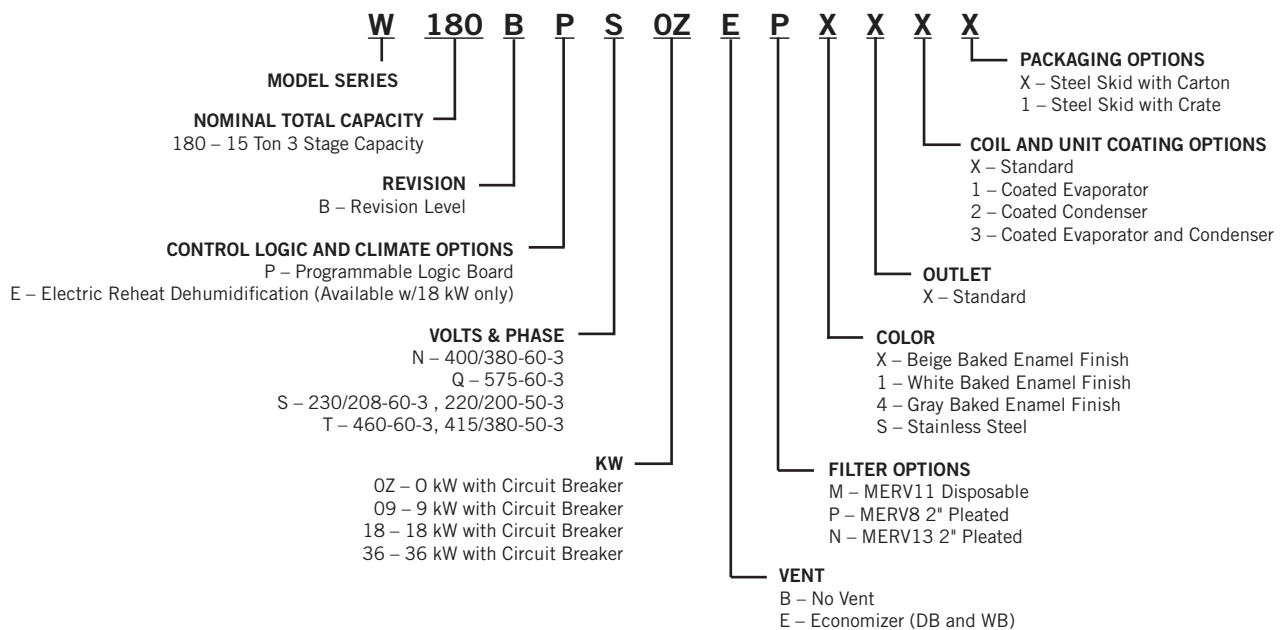 W 180 B P S 0Z E P X X X X
MODEL SERIES
NOMINAL TOTAL CAPACITY
180 – 15 Ton 3 Stage Capacity
REVISION
B – Revision Level
CONTROL LOGIC AND CLIMATE OPTIONS
P – Programmable Logic Board
E – Electric Reheat Dehumidification (Available w/18 kW only)
VOLTS & PHASE
N – 400/380-60-3
Q – 575-60-3
S – 230/208-60-3 , 220/200-50-3
T – 460-60-3, 415/380-50-3
KW
0Z – 0 kW with Circuit Breaker
09 – 9 kW with Circuit Breaker
18 – 18 kW with Circuit Breaker
36 – 36 kW with Circuit Breaker
PACKAGING OPTIONS
X – Steel Skid with Carton
1 – Steel Skid with Crate
COIL AND UNIT COATING OPTIONS
X – Standard
1 – Coated Evaporator
2 – Coated Condenser
3 – Coated Evaporator and Condenser
OUTLET
X – Standard
COLOR
X – Beige Baked Enamel Finish
1 – White Baked Enamel Finish
4 – Gray Baked Enamel Finish
S – Stainless Steel
FILTER OPTIONS
M – MERV11 Disposable
P – MERV8 2" Pleated
N – MERV13 2" Pleated
VENT
B – No Vent
E – Economizer (DB and WB)